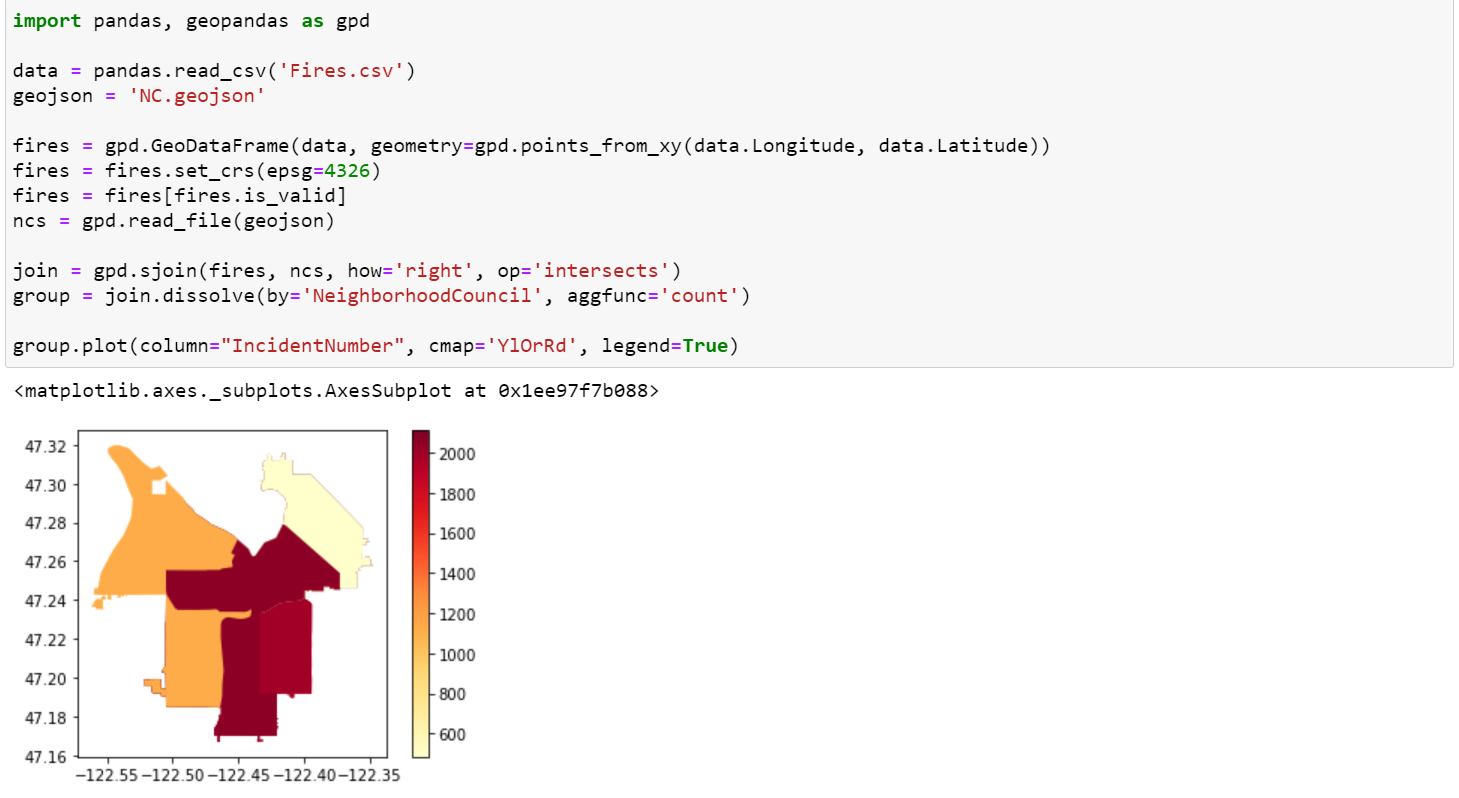 import pandas, geopandas as gpd
data = pandas.read_csv('Fires.csv')
geojson = 'NC.geojson'
fires = gpd.GeoDataFrame(data, geometry=gpd.points_from_xy(data.Longitude, data.Latitude))
fires = fires.set_crs(epsg=4326)
fires = fires[fires.is_valid]
ncs = gpd.read_file(geojson)
join = gpd.sjoin(fires, ncs, how='right', op='intersects')
group = join.dissolve(by='NeighborhoodCouncil', aggfunc='count')
group.plot(column="IncidentNumber", cmap='YlOrRd', legend=True)
<matplotlib.axes._subplots.AxesSubplot at 0x1ee97f7b088>
47.32
47.30
47.28
47.26
47.24
47.22
47.20
47.18
47.16
−122.55 −122.50 −122.45 −122.40 −122.35
2000
1800
1600
1400
1200
1000
800
600